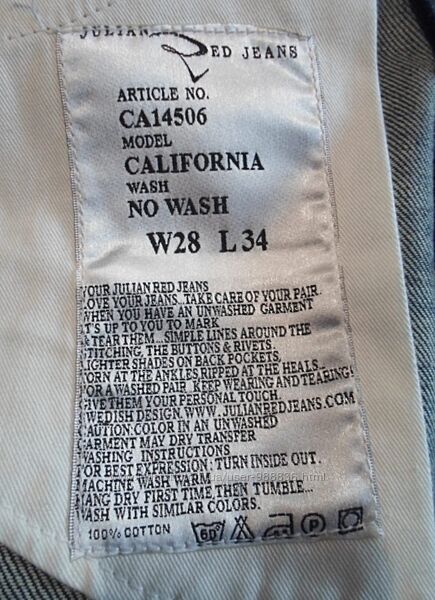 JULIAN RED JEANS
ARTICLE NO.
CA14506
MODEL
CALIFORNIA
WASH
NO WASH
W28 L34
YOUR JULIAN RED JEANS
LOVE YOUR JEANS...TAKE CARE OF YOUR PAIR.
WHEN YOU HAVE AN UNWASHED GARMENT
IT'S UP TO YOU TO MARK
& TEAR THEM...SIMPLE LINES AROUND THE
STITCHING, THE BUTTONS & RIVETS.
LIGHTER SHADES ON BACK POCKETS,
TORN AT THE ANGLES RIPPED AT THE HEALS...
FOR A WASHED PAIR KEEP WEARING AND TEARING!
GIVE THEM YOUR PERSONAL TOUCH.
SWEDISH DESIGN. WWW.JULIANREDJEANS.COM
CAUTION: COLOR IN AN UNWASHED
GARMENT MAY DRY TRANSFER
WASHING INSTRUCTIONS
FOR BEST EXPRESSION: TURN INSIDE OUT.
MACHINE WASH WARM
HANG DRY FIRST TIME, THEN TUMBLE...
WASH WITH SIMILAR COLORS.
100% COTTON 60° P